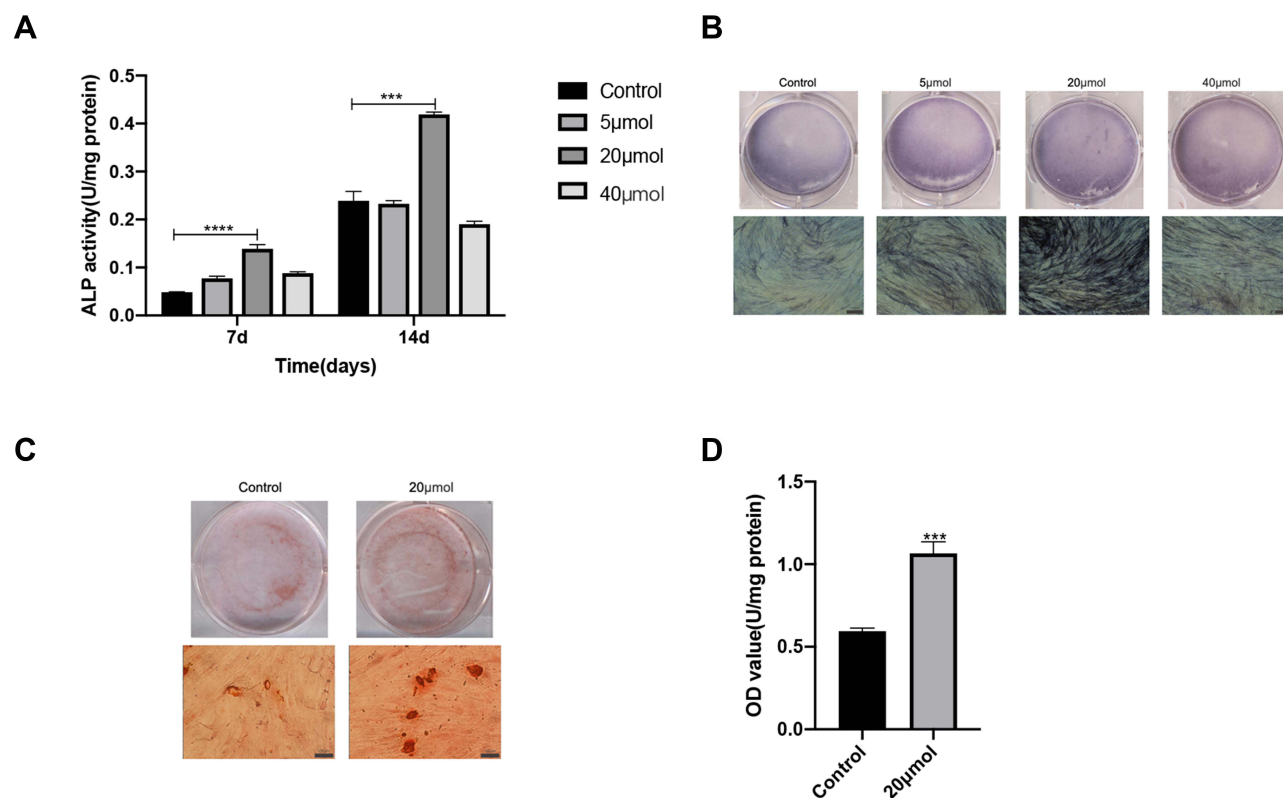 A
ALP activity(U/mg protein)
0.5
0.4
0.3
0.2
0.1
0.0
****
***
7d
14d
Time(days)
Control
5µmol
20µmol
40µmol
B
Control
5µmol
20µmol
40µmol
C
Control
20µmol
D
OD value(U/mg protein)
1.5
1.0
0.5
0.0
***
Control
20µmol